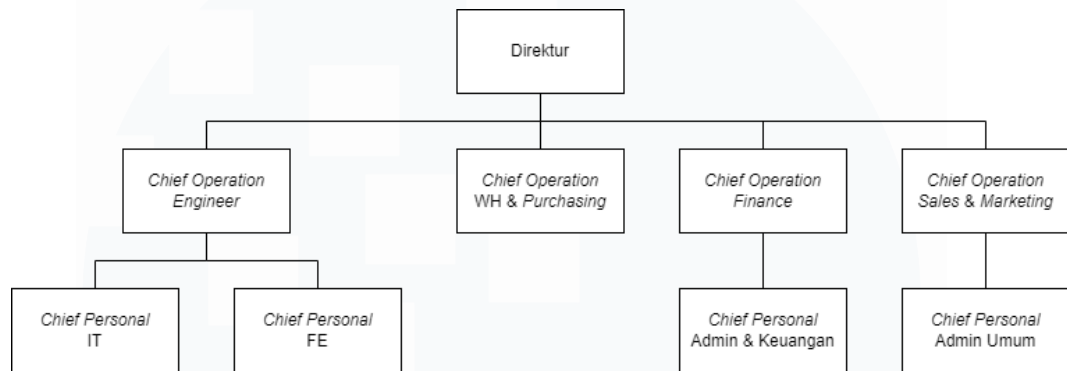 Direktur
Chief Operation
Engineer
Chief Operation
WH & Purchasing
Chief Operation
Finance
Chief Operation
Sales & Marketing
Chief Personal
IT
Chief Personal
FE
Chief Personal
Admin & Keuangan
Chief Personal
Admin Umum